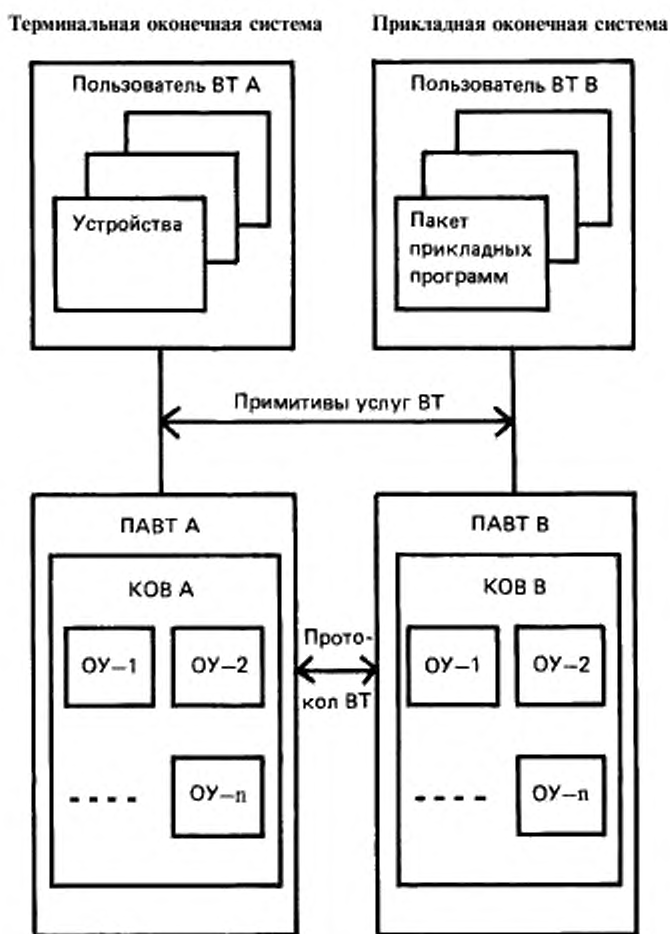 Терминальная оконечная система
Прикладная оконечная система
Пользователь ВТ А
Устройства
Пользователь ВТ В
Пакет
прикладных
программ
Примитивы услуг ВТ
ПАВТ А
КОВ А
ОУ—1
ОУ—2
ОУ—n
Прото-
кол ВТ
ПАВТ В
КОВ В
ОУ—1
ОУ—2
ОУ—n